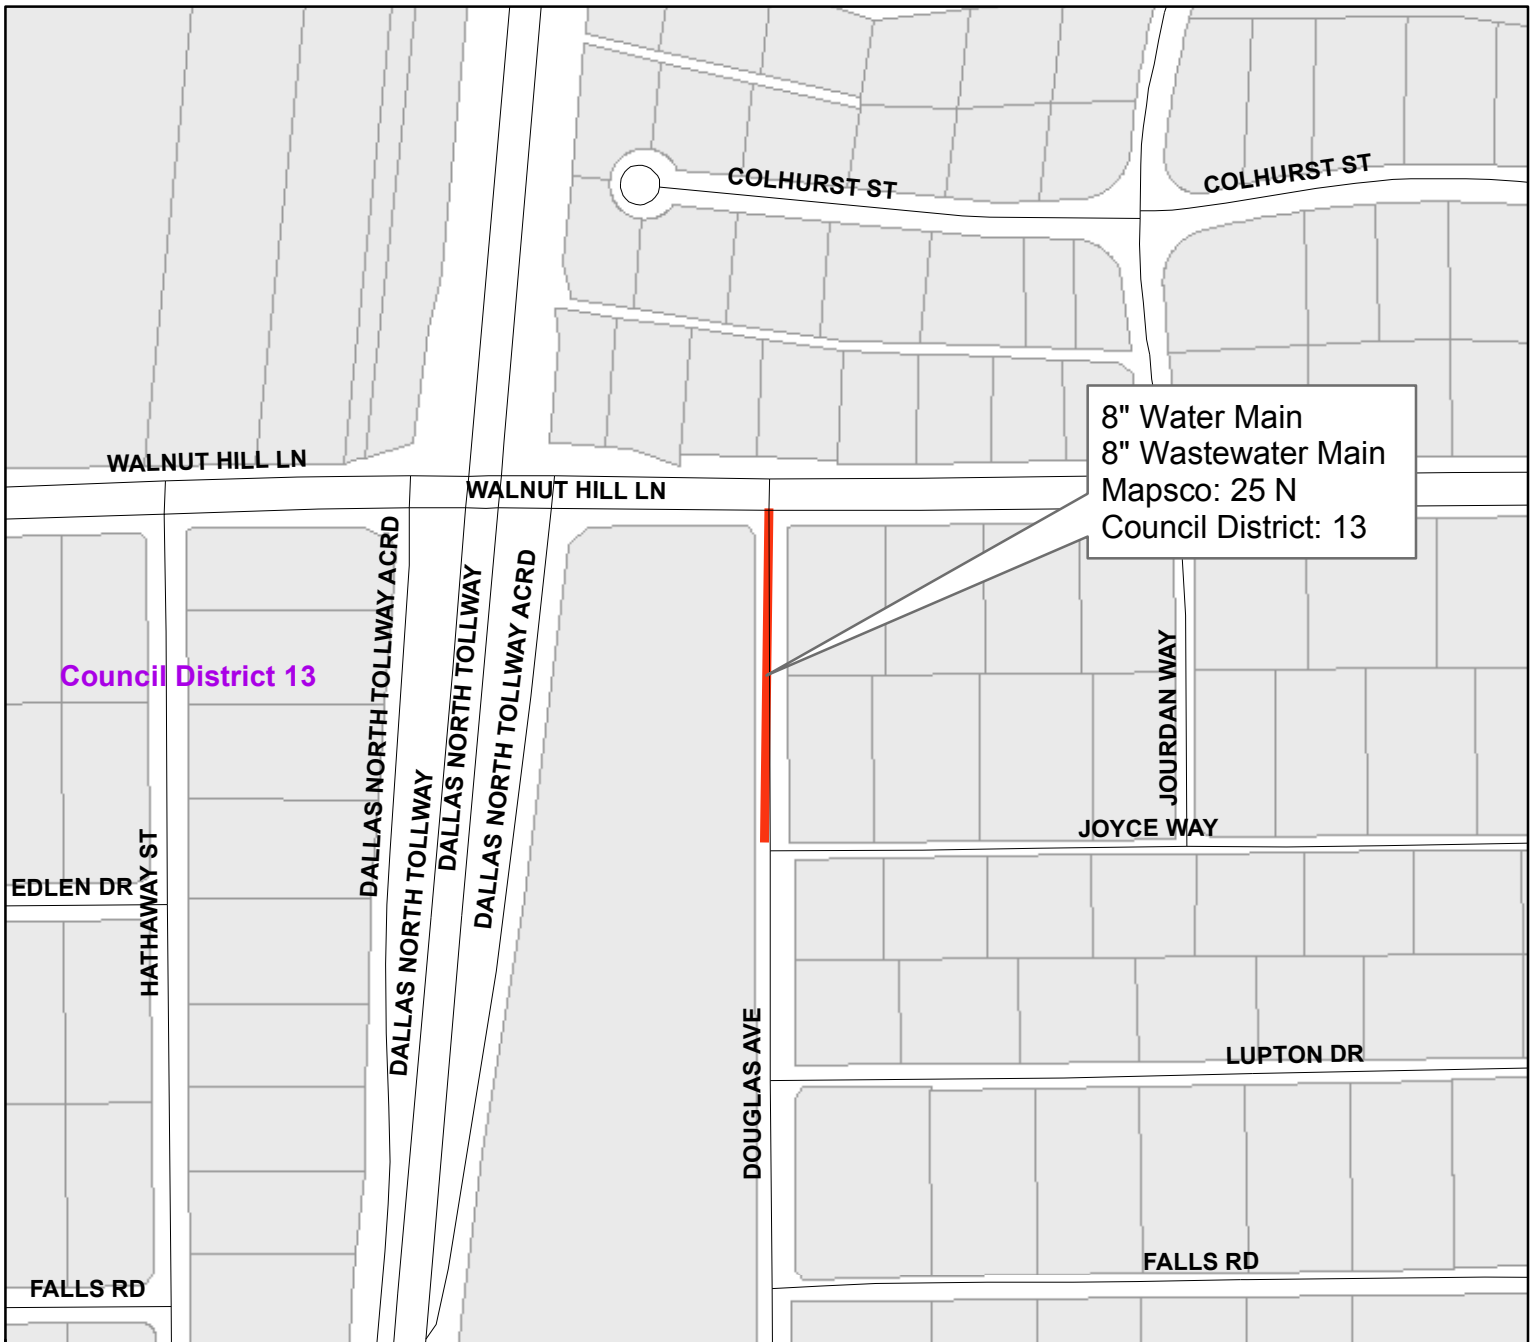 COLHURST ST
COLHURST ST
8" Water Main
8" Wastewater Main
Mapsco: 25 N
Council District: 13
WALNUT HILL LN
WALNUT HILL LN
DALLAS NORTH TOLLWAY ACRD
DALLAS NORTH TOLLWAY
DALLAS NORTH TOLLWAY ACRD
Council District 13
JOURDAN WAY
DALLAS NORTH TOLLWAY
JOYCE WAY
HATHAWAY ST
EDLEN DR
DOUGLAS AVE
LUPTON DR
FALLS RD
FALLS RD